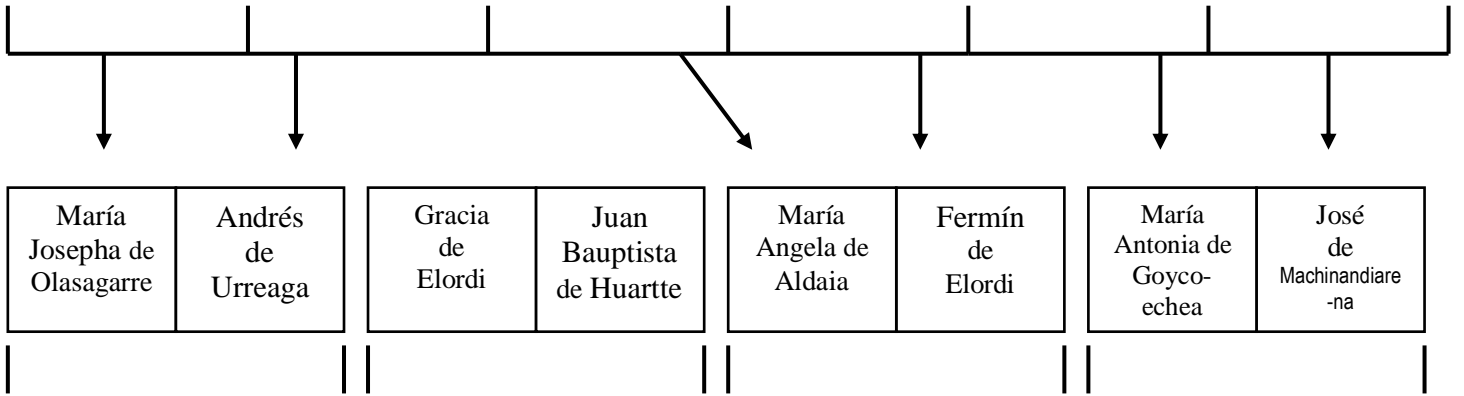 María
Josepha de
Olasagarre
Andrés
de
Urreaga
Gracia
de
Elordi
Juan
Bauptista
de Huartte
María
Angela de
Aldaia
Fermín
de
Elordi
María
Antonia de
Goyco-
echea
José
de
Machinandiare
-na